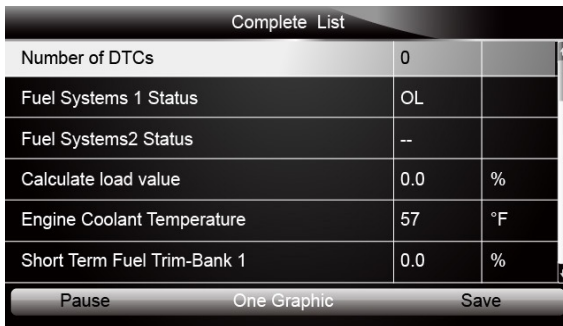 Complete List
Number of DTCs 0
Fuel Systems 1 Status OL
Fuel Systems2 Status --
Calculate load value 0.0 %
Engine Coolant Temperature 57 °F
Short Term Fuel Trim-Bank 1 0.0 %
Pause One Graphic Save